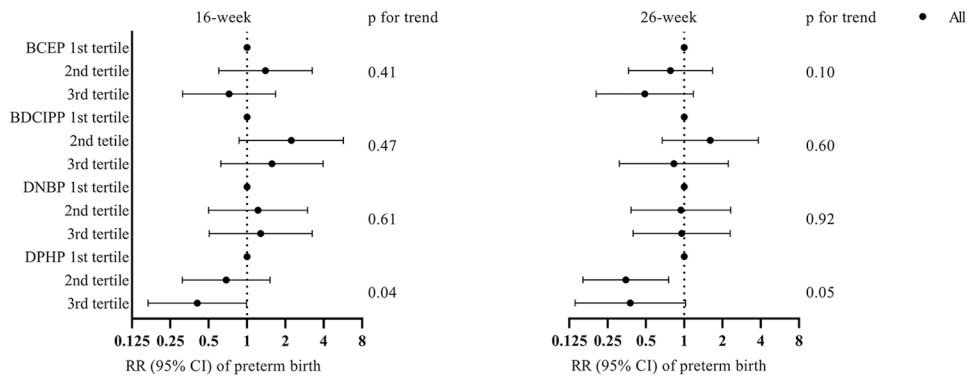 16-week p for trend 26-week p for trend All
BCEP 1st tertile
2nd tertile 0.41 0.10
3rd tertile
BDCIPP 1st tertile
2nd tetile 0.47 0.60
3rd tertile
DNBP 1st tertile
2nd tertile 0.61 0.92
3rd tertile
DPHP 1st tertile
2nd tertile 0.04 0.05
3rd tertile
0.125 0.25 0.5 1 2 4 8 0.125 0.25 0.5 1 2 4 8
RR (95% CI) of preterm birth RR (95% CI) of preterm birth